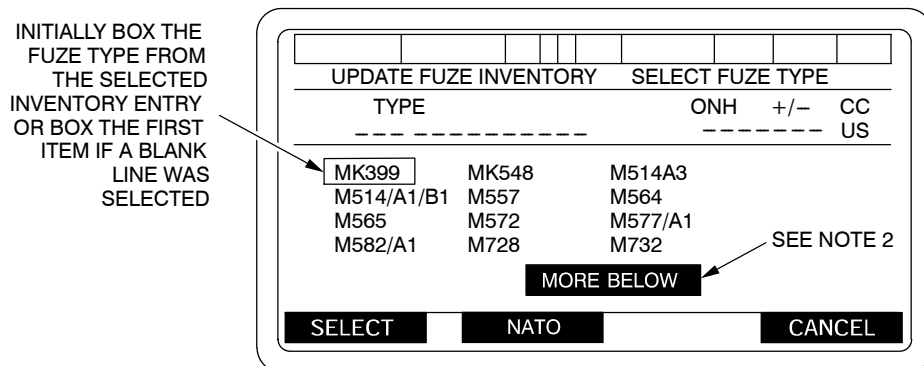 INITIALLY BOX THE
FUZE TYPE FROM
THE SELECTED
INVENTORY ENTRY
OR BOX THE FIRST
ITEM IF A BLANK
LINE WAS
SELECTED
UPDATE FUZE INVENTORY SELECT FUZE TYPE
TYPE ONH +/- CC
--- ---------- ------- US
MK399 MK548 M514A3
M514/A1/B1 M557 M564
M565 M572 M577/A1
M582/A1 M728 M732
SEE NOTE 2
MORE BELOW
SELECT NATO CANCEL